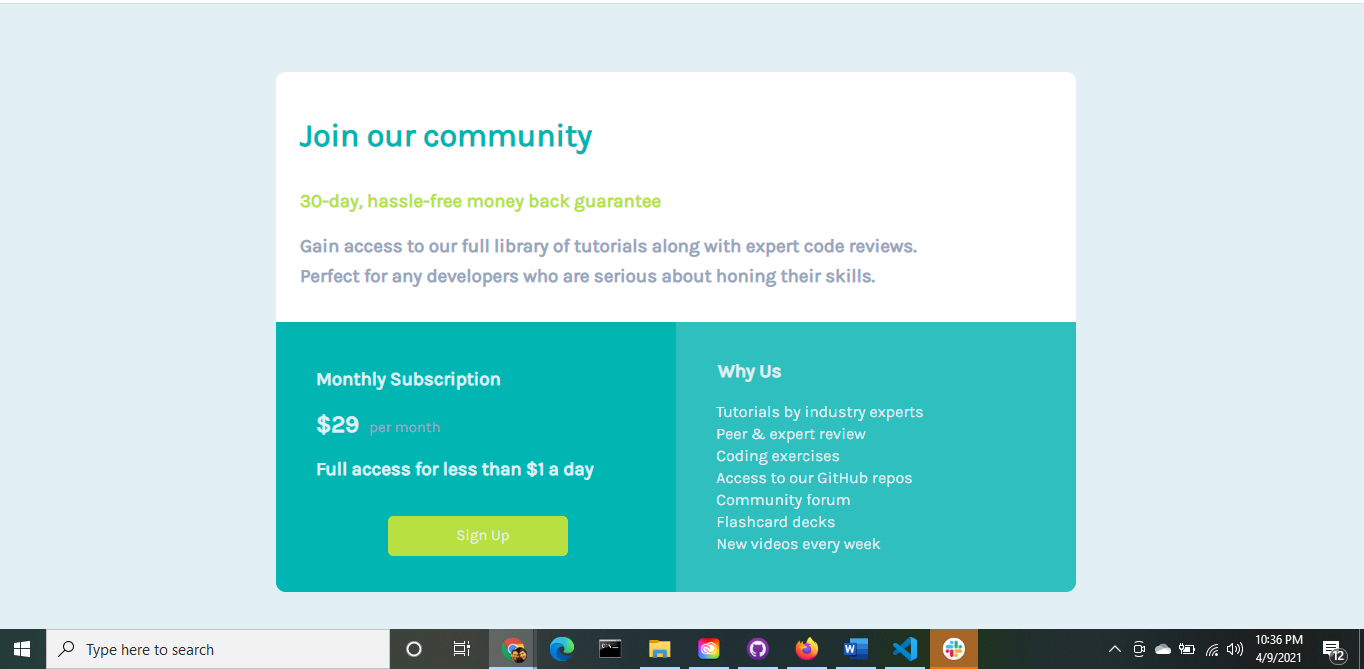 Join our community
30-day, hassle-free money back guarantee
Gain access to our full library of tutorials along with expert code reviews.
Perfect for any developers who are serious about honing their skills.
Monthly Subscription
$29 per month
Full access for less than $1 a day
Sign Up
Why Us
Tutorials by industry experts
Peer & expert review
Coding exercises
Access to our GitHub repos
Community forum
Flashcard decks
New videos every week
Type here to search
10:36 PM
4/9/2021
12